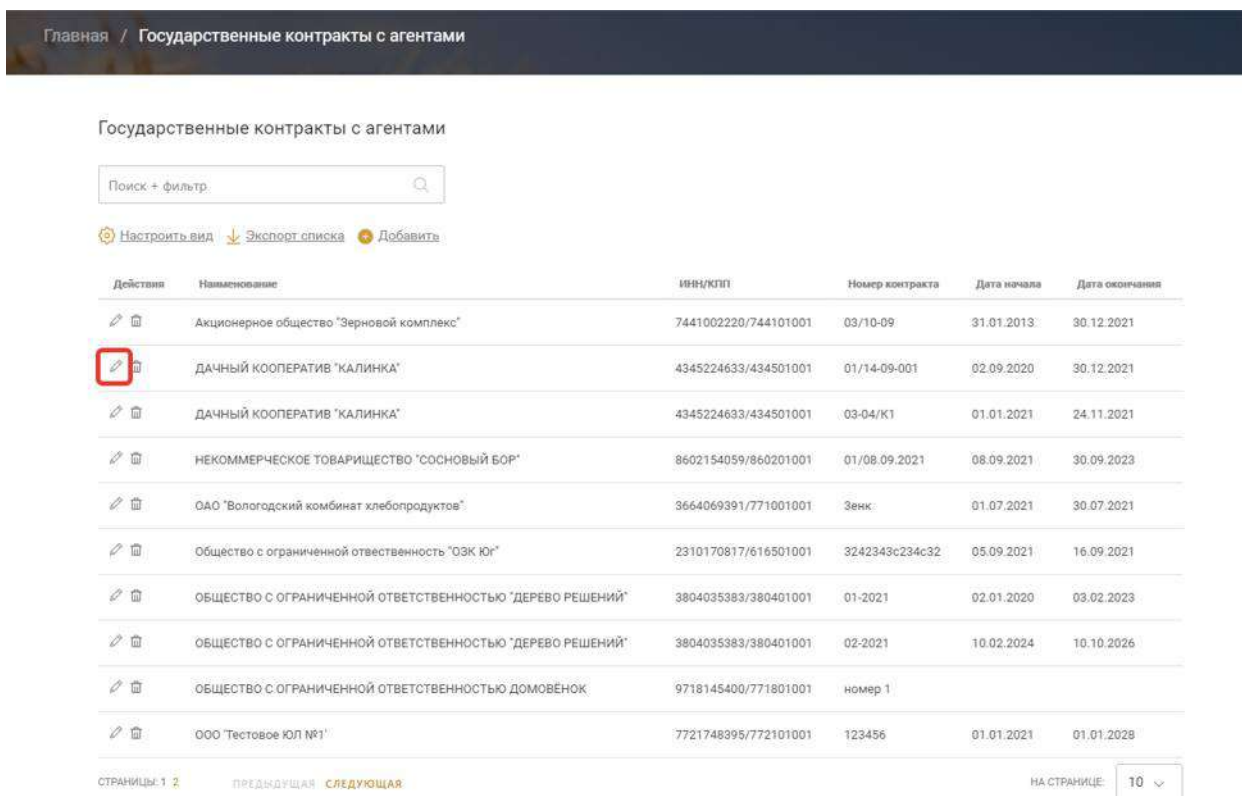 Главная / Государственные контракты с агентами
Государственные контракты с агентами
Поиск + фильтр
Настроить вид Экспорт списка Добавить
Действия Наименование ИНН/КПП Номер контракта Дата начала Дата окончания
Акционерное общество "Зерновой комплекс" 7441002220/744101001 03/10-09 31.01.2013 30.12.2021
ДАЧНЫЙ КООПЕРАТИВ "КАЛИНКА" 4345224633/434501001 01/14-09-001 02.09.2020 30.12.2021
ДАЧНЫЙ КООПЕРАТИВ "КАЛИНКА" 4345224633/434501001 03-04/К1 01.01.2021 24.11.2021
НЕКОММЕРЧЕСКОЕ ТОВАРИЩЕСТВО "СОСНОВЫЙ БОР" 8602154059/860201001 01/08.09.2021 08.09.2021 30.09.2023
ОАО "Вологодский комбинат хлебопродуктов" 3664069391/771001001 Зенк 01.07.2021 30.07.2021
Общество с ограниченной отвественность "ОЗК Юг" 2310170817/616501001 3242343с234с32 05.09.2021 16.09.2021
ОБЩЕСТВО С ОГРАНИЧЕННОЙ ОТВЕТСТВЕННОСТЬЮ "ДЕРЕВО РЕШЕНИЙ" 3804035383/380401001 01-2021 02.01.2020 03.02.2023
ОБЩЕСТВО С ОГРАНИЧЕННОЙ ОТВЕТСТВЕННОСТЬЮ "ДЕРЕВО РЕШЕНИЙ" 3804035383/380401001 02-2021 10.02.2024 10.10.2026
ОБЩЕСТВО С ОГРАНИЧЕННОЙ ОТВЕТСТВЕННОСТЬЮ ДОМОВЁНОК 9718145400/771801001 номер 1
ООО 'Тестовое ЮЛ №1' 7721748395/772101001 123456 01.01.2021 01.01.2028
СТРАНИЦЫ: 1 2 ПРЕДЫДУЩАЯ СЛЕДУЮЩАЯ НА СТРАНИЦЕ: 10